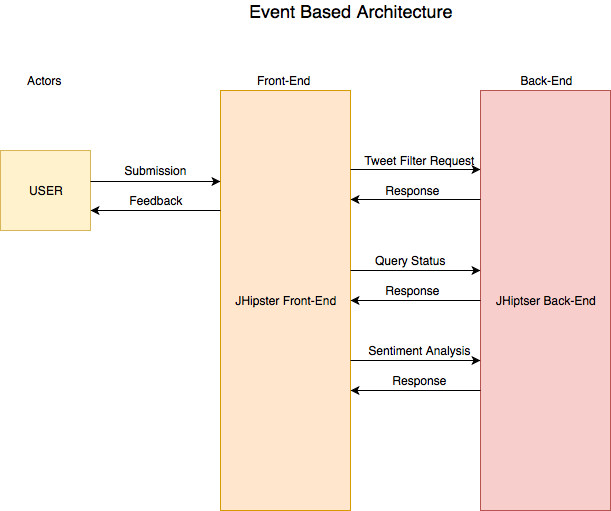 Event Based Architecture
Actors
Front-End
Back-End
USER
Submission
Feedback
Tweet Filter Request
Response
Query Status
Response
JHipster Front-End
JHiptser Back-End
Sentiment Analysis
Response